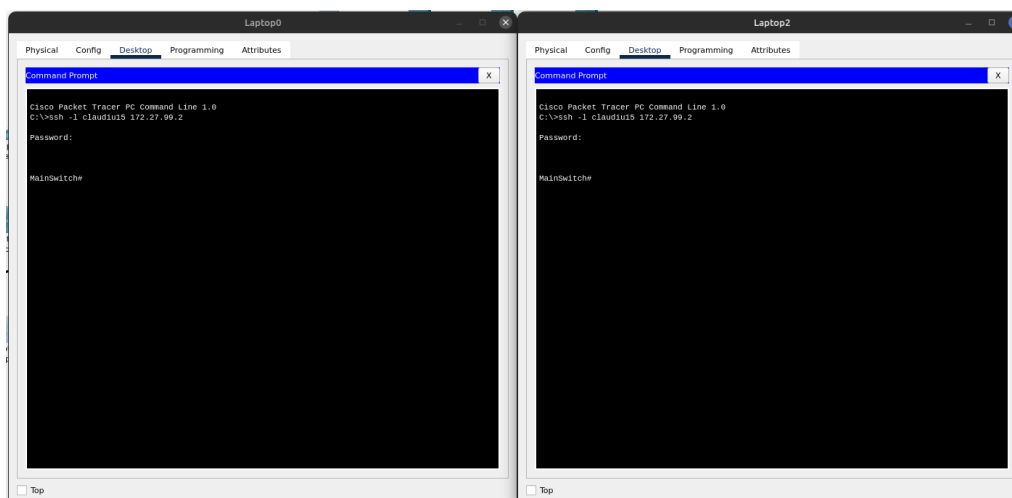 Laptop0
Physical Config Desktop Programming Attributes
Command Prompt X
Cisco Packet Tracer PC Command Line 1.0
C:\>ssh -l claudiu15 172.27.99.2
Password:
MainSwitch#
Top
Laptop2
Physical Config Desktop Programming Attributes
Command Prompt X
Cisco Packet Tracer PC Command Line 1.0
C:\>ssh -l claudiu15 172.27.99.2
Password:
MainSwitch#
Top